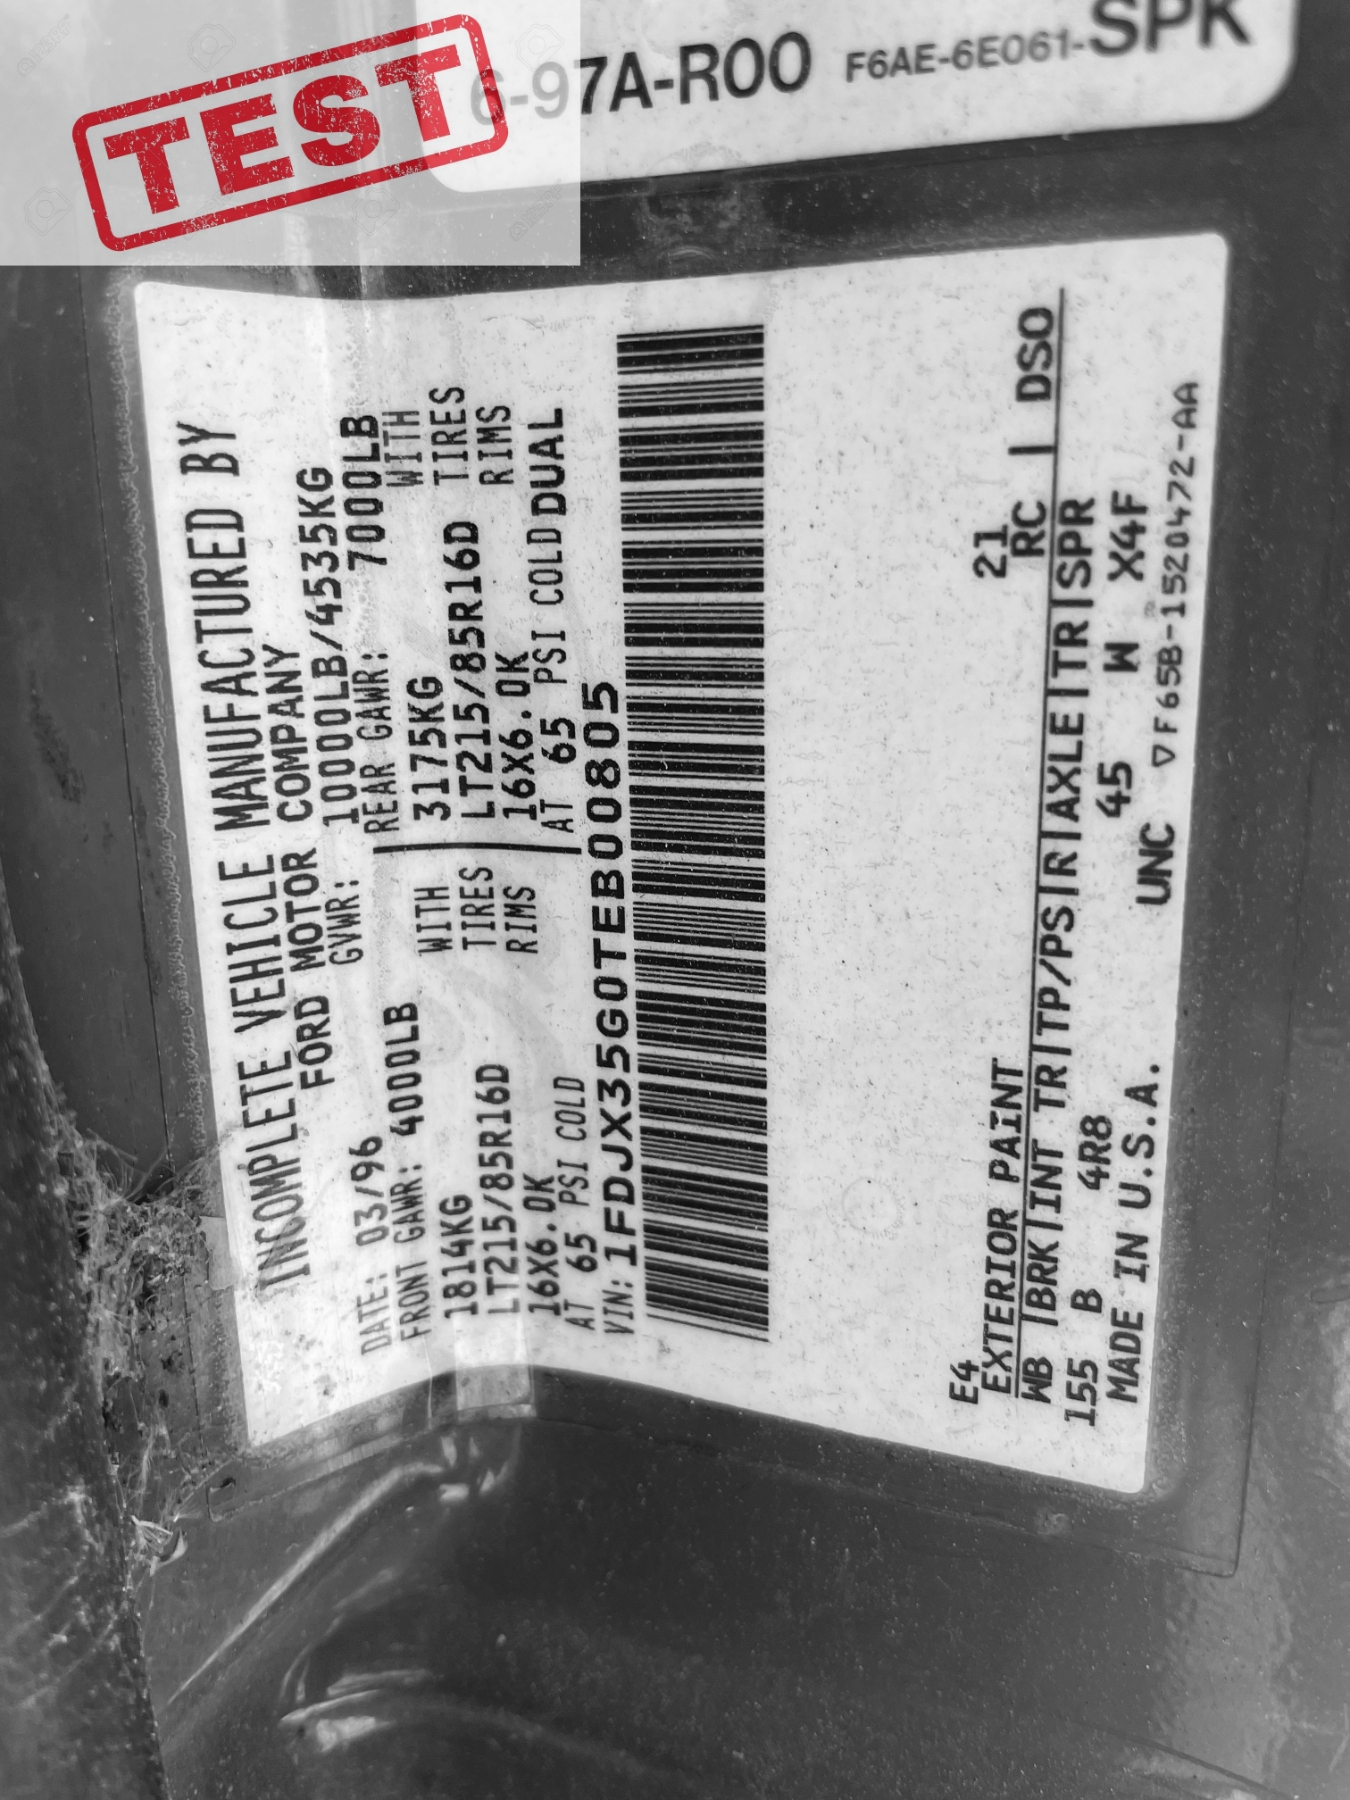 TEST
6-97A-R00 F6AE-6E061-SPK
INCOMPLETE VEHICLE MANUFACTURED BY
FORD MOTOR COMPANY
DATE: 03/96 GVWR: 10000LB/4535KG
FRONT GAWR: 4000LB REAR GAWR: 7000LB
1814KG WITH 3175KG WITH
LT215/85R16D TIRES LT215/85R16D TIRES
16X6.0K RIMS 16X6.0K RIMS
AT 65 PSI COLD AT 65 PSI COLD DUAL
VIN: 1FDJX35G0TEB00805
E4 21
EXTERIOR PAINT RC | DSO
WB |BRK|INT TR|TP/PS|R|AXLE|TR|SPR
155 B 4R8 45 W X4F
MADE IN U.S.A. UNC ▽F65B-1520472-AA